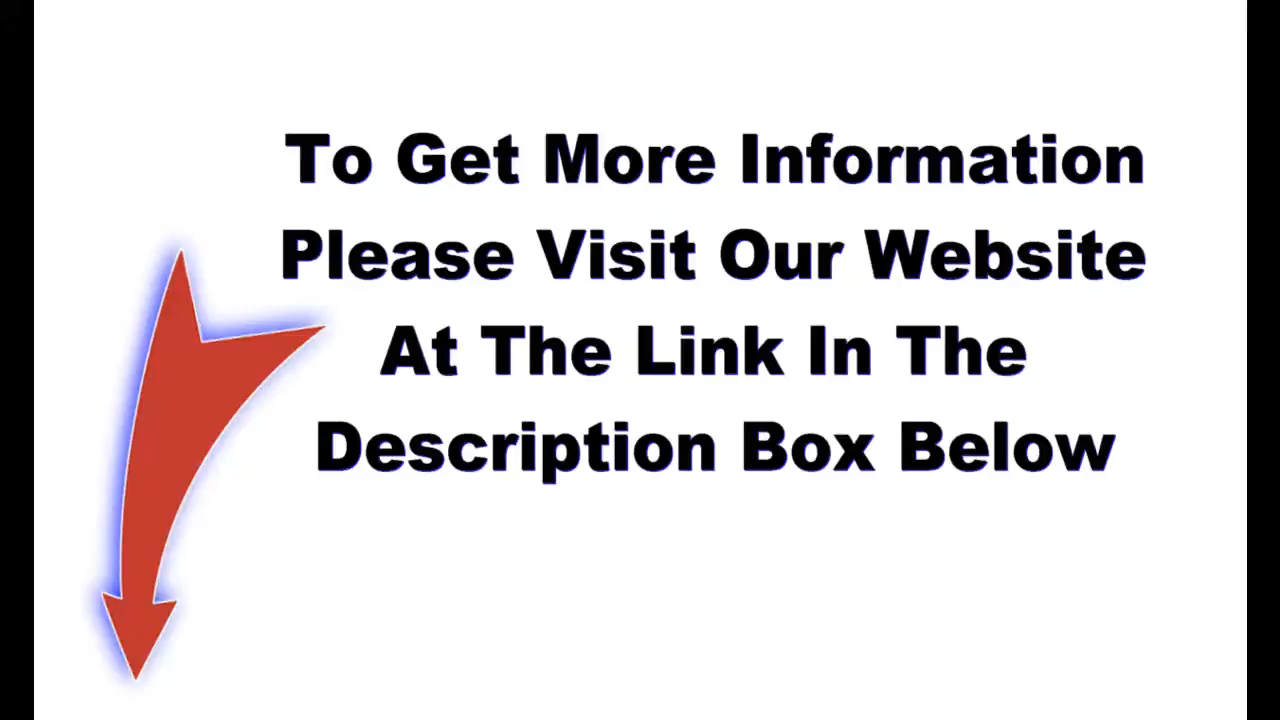 To Get More Information
Please Visit Our Website
At The Link In The
Description Box Below